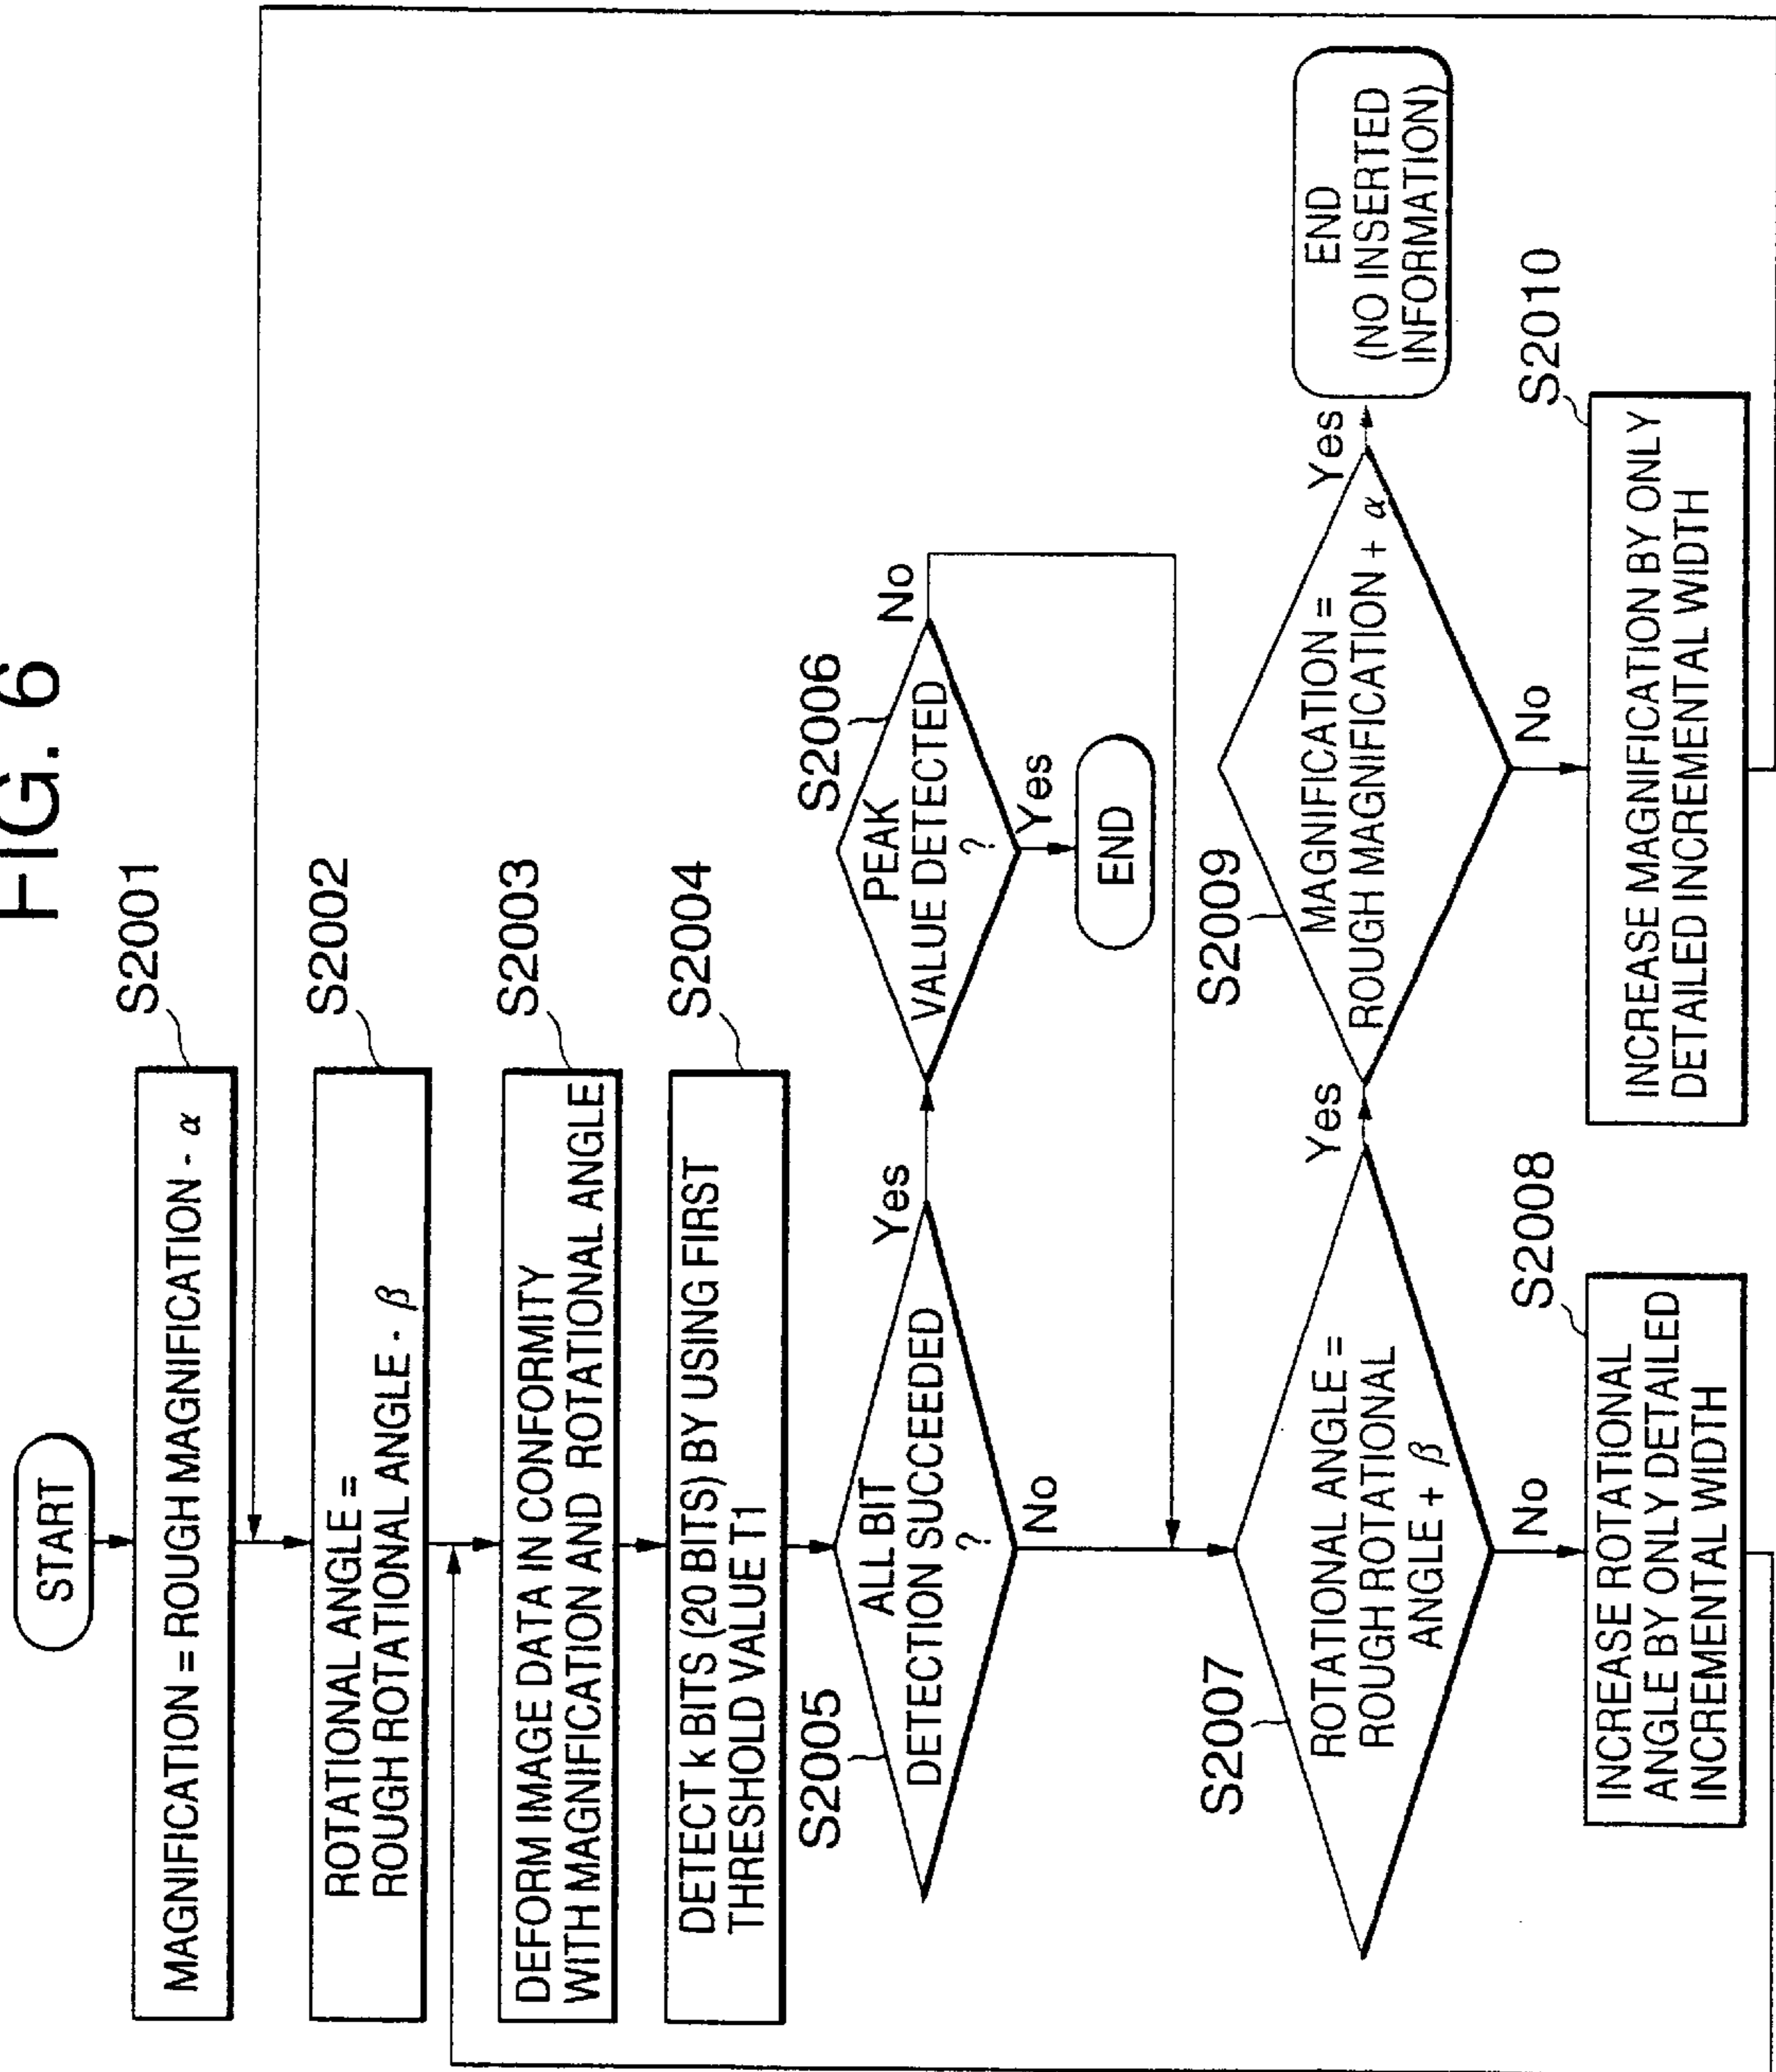 FIG. 6
START
S2001
MAGNIFICATION = ROUGH MAGNIFICATION - α
S2002
ROTATIONAL ANGLE =
ROUGH ROTATIONAL ANGLE - β
S2003
DEFORM IMAGE DATA IN CONFORMITY
WITH MAGNIFICATION AND ROTATIONAL ANGLE
S2004
DETECT k BITS (20 BITS) BY USING FIRST
THRESHOLD VALUE T1
S2005
ALL BIT
DETECTION SUCCEEDED
?
Yes
No
S2006
PEAK
VALUE DETECTED
?
No
Yes
END
S2007
ROTATIONAL ANGLE =
ROUGH ROTATIONAL
ANGLE + β
Yes
No
S2008
INCREASE ROTATIONAL
ANGLE BY ONLY DETAILED
INCREMENTAL WIDTH
S2009
MAGNIFICATION =
ROUGH MAGNIFICATION + α
Yes
No
END
(NO INSERTED
INFORMATION)
S2010
INCREASE MAGNIFICATION BY ONLY
DETAILED INCREMENTAL WIDTH